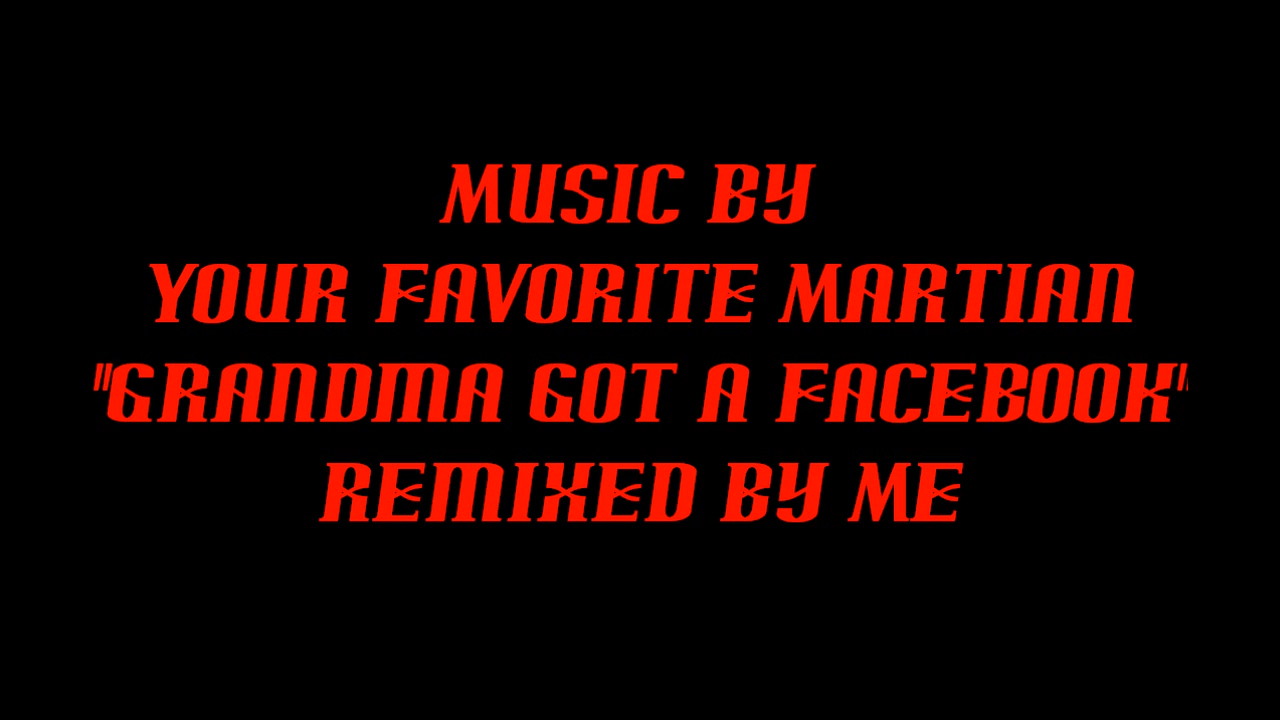 MUSIC BY
YOUR FAVORITE MARTIAN
"GRANDMA GOT A FACEBOOK"
REMIXED BY ME